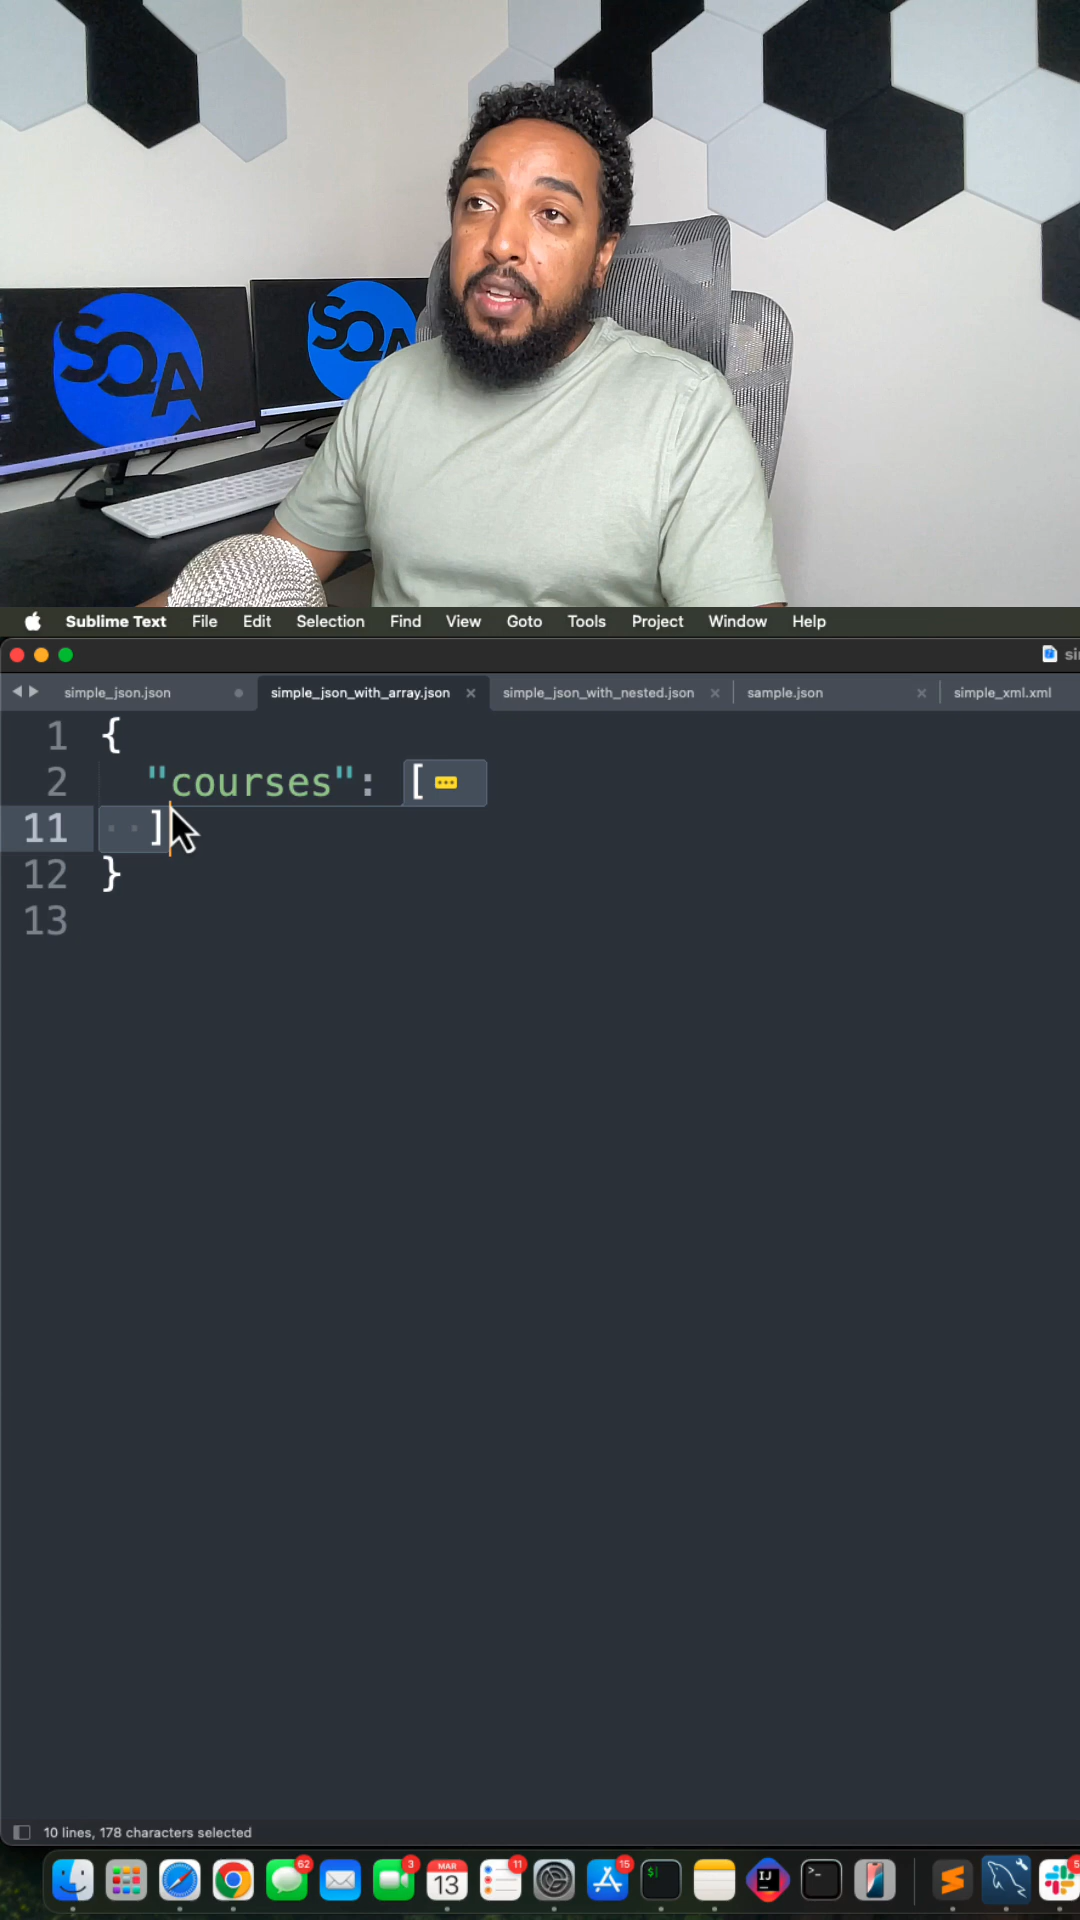 SQA
SQA
Sublime Text File Edit Selection Find View Goto Tools Project Window Help
simple_json.json simple_json_with_array.json simple_json_with_nested.json sample.json simple_xml.xml
1 {
2 "courses": [
11 ]
12 }
13
10 lines, 178 characters selected
62 3 MAR 13 11 15 $| IJ >_